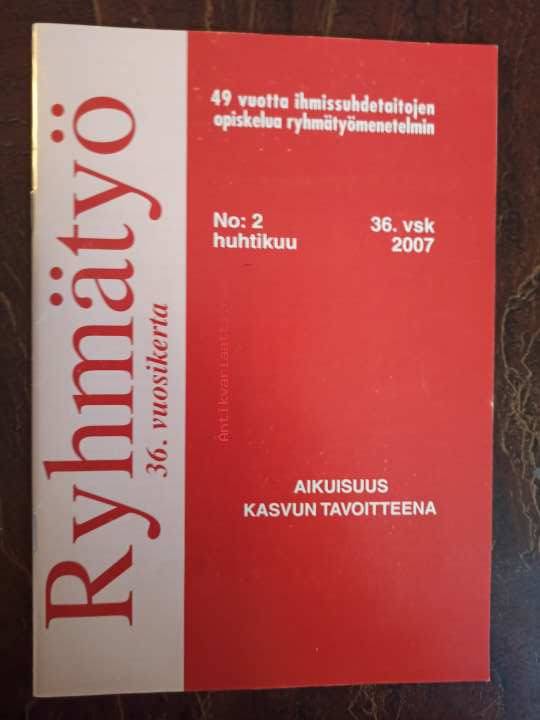 Ryhmätyö
36. vuosikerta
49 vuotta ihmissuhdetaitojen
opiskelua ryhmätyömenetelmin
No: 2
huhtikuu
36. vsk
2007
AIKUISUUS
KASVUN TAVOITTEENA